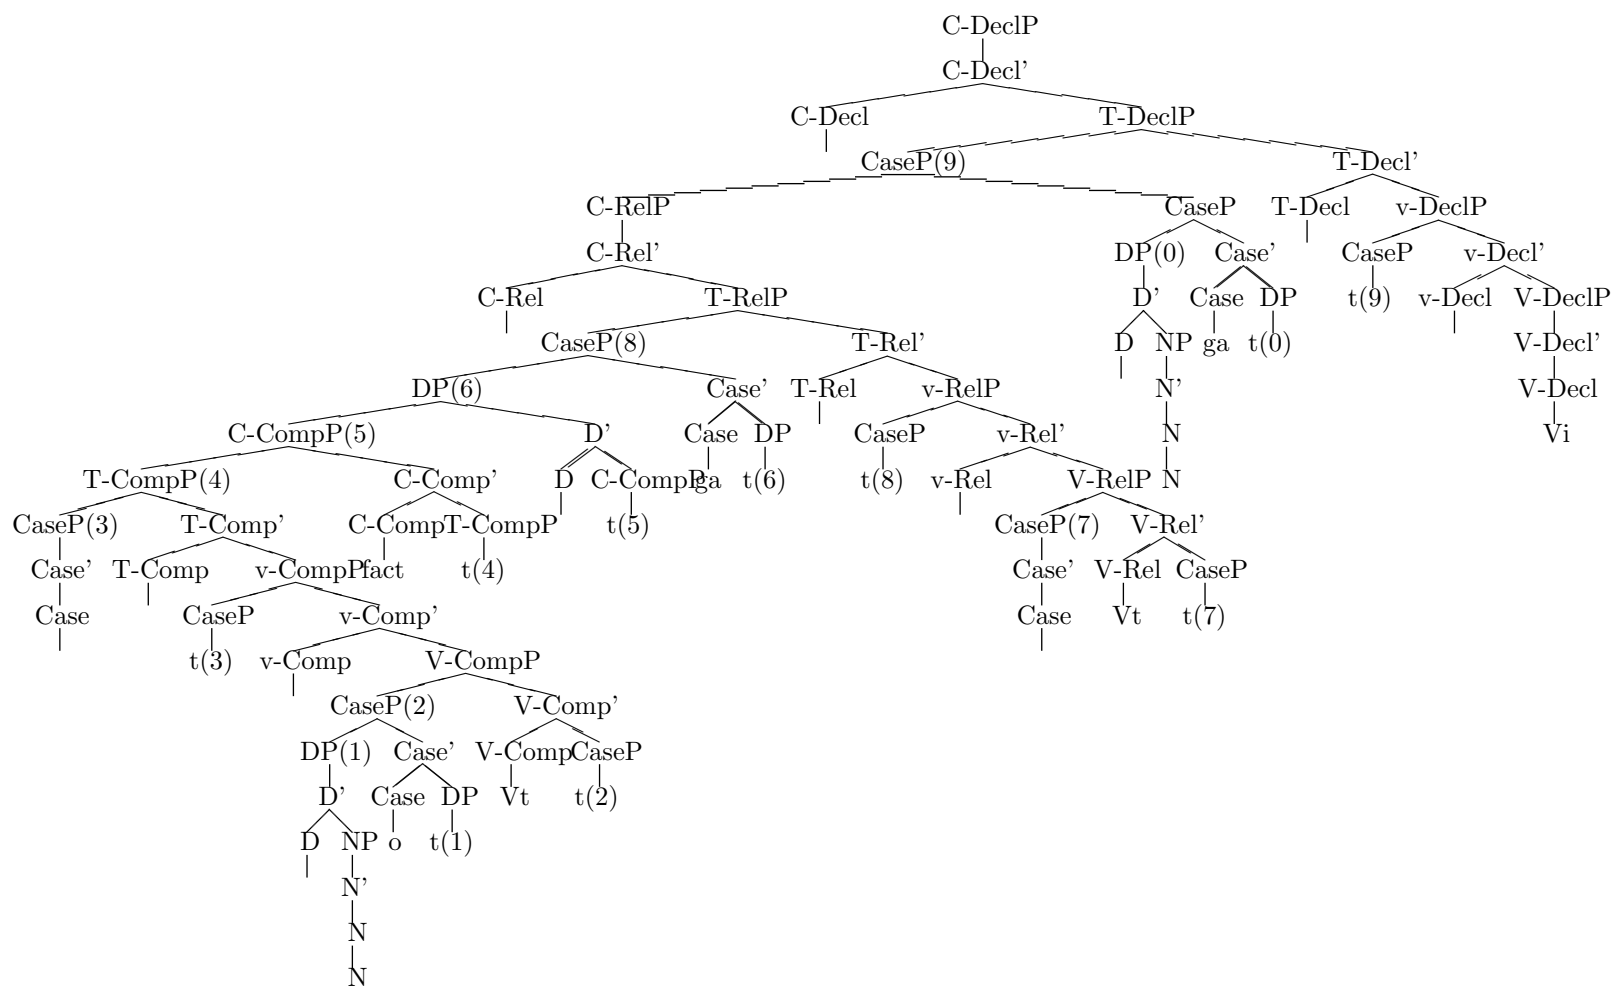 C-DeclP
C-Decl'
C-Decl T-DeclP
CaseP(9) T-Decl'
C-RelP CaseP T-Decl v-DeclP
C-Rel' DP(0) Case' CaseP v-Decl'
C-Rel T-RelP D' Case DP t(9) v-Decl V-DeclP
CaseP(8) T-Rel' D NP ga t(0) V-Decl'
DP(6) Case' T-Rel v-RelP N' V-Decl
C-CompP(5) D' Case DP CaseP v-Rel' N Vi
T-CompP(4) C-Comp' D C-CompP ga t(6) t(8) v-Rel V-RelP N
CaseP(3) T-Comp' C-Comp T-CompP t(5) CaseP(7) V-Rel'
Case' T-Comp v-CompP fact t(4) Case' V-Rel CaseP
Case CaseP v-Comp' Case Vt t(7)
t(3) v-Comp V-CompP
CaseP(2) V-Comp'
DP(1) Case' V-Comp CaseP
D' Case DP Vt t(2)
D NP o t(1)
N'
N
N